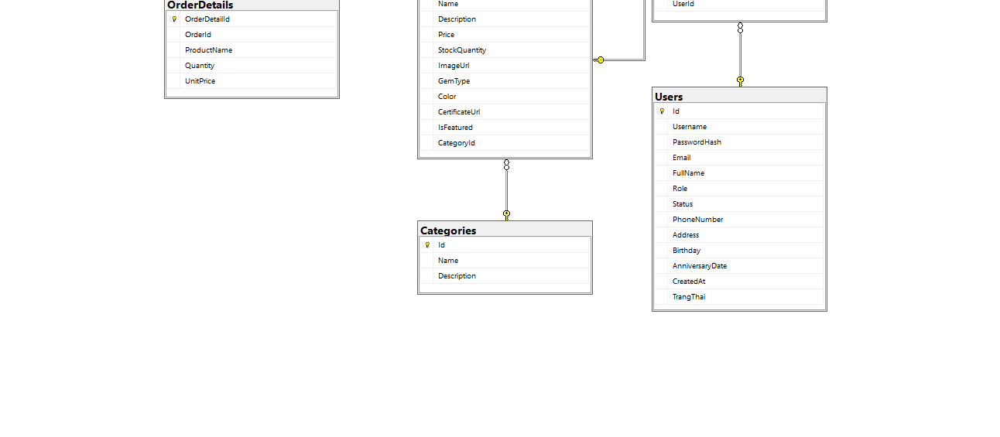 OrderDetails
OrderDetailId
OrderId
ProductName
Quantity
UnitPrice
Name
Description
Price
StockQuantity
ImageUrl
GemType
Color
CertificateUrl
IsFeatured
CategoryId
Categories
Id
Name
Description
UserId
Users
Id
Username
PasswordHash
Email
FullName
Role
Status
PhoneNumber
Address
Birthday
AnniversaryDate
CreatedAt
TrangThai